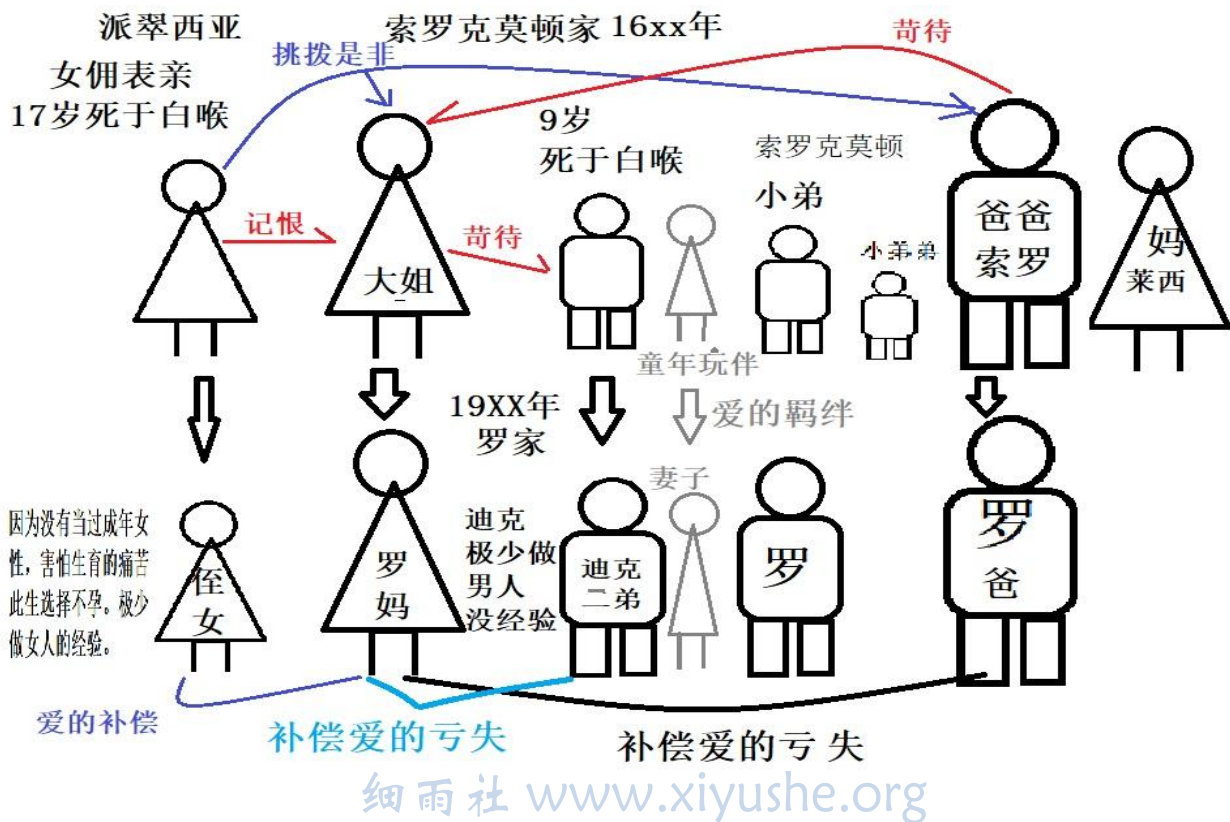 派翠西亚
索罗克莫顿家 16xx年
苛待
挑拨是非
女佣表亲
17岁死于白喉
9岁
死于白喉
索罗克莫顿
小弟
小弟弟
记恨
苛待
大姐
爸爸
索罗
妈
莱西
童年玩伴
19XX年
罗家
爱的羁绊
妻子
因为没有当过成年女
性，害怕生育的痛苦
此生选择不孕。极少
做女人的经验。
侄
女
罗
妈
迪克
极少做
男人
没经验
迪克
二弟
罗
罗
爸
爱的补偿
补偿爱的亏失
补偿爱的亏 失
细雨社 www.xiyushe.org